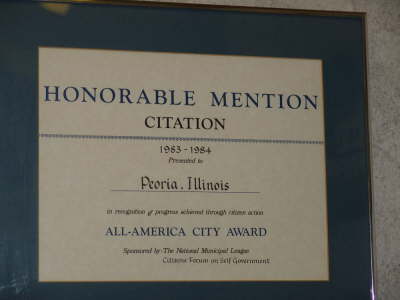 HONORABLE MENTION
CITATION
1983-1984
Presented to
Peoria, Illinois
in recognition of progress achieved through citizen action
ALL-AMERICA CITY AWARD
Sponsored by-The National Municipal League
Citizens Forum on Self Government